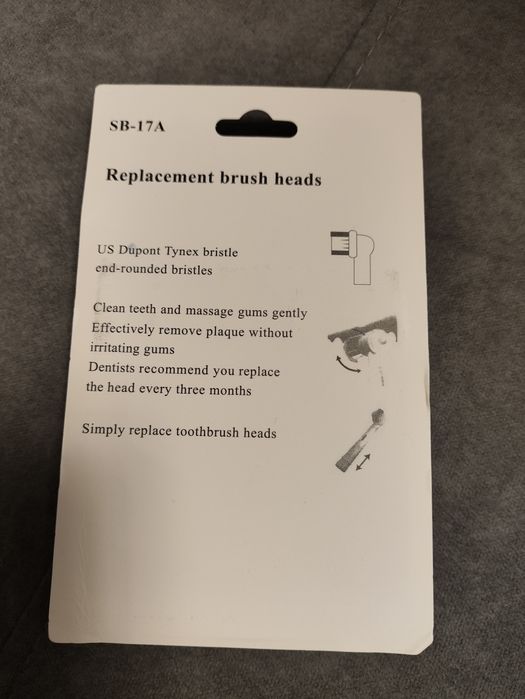 SB-17A
Replacement brush heads
US Dupont Tynex bristle
end-rounded bristles
Clean teeth and massage gums gently
Effectively remove plaque without
irritating gums
Dentists recommend you replace
the head every three months
Simply replace toothbrush heads